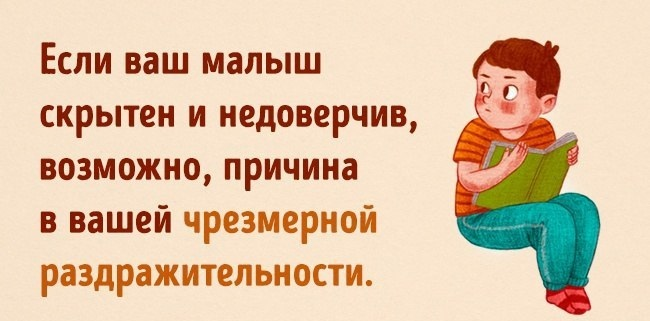 Если ваш малыш
скрытен и недоверчив,
возможно, причина
в вашей чрезмерной
раздражительности.